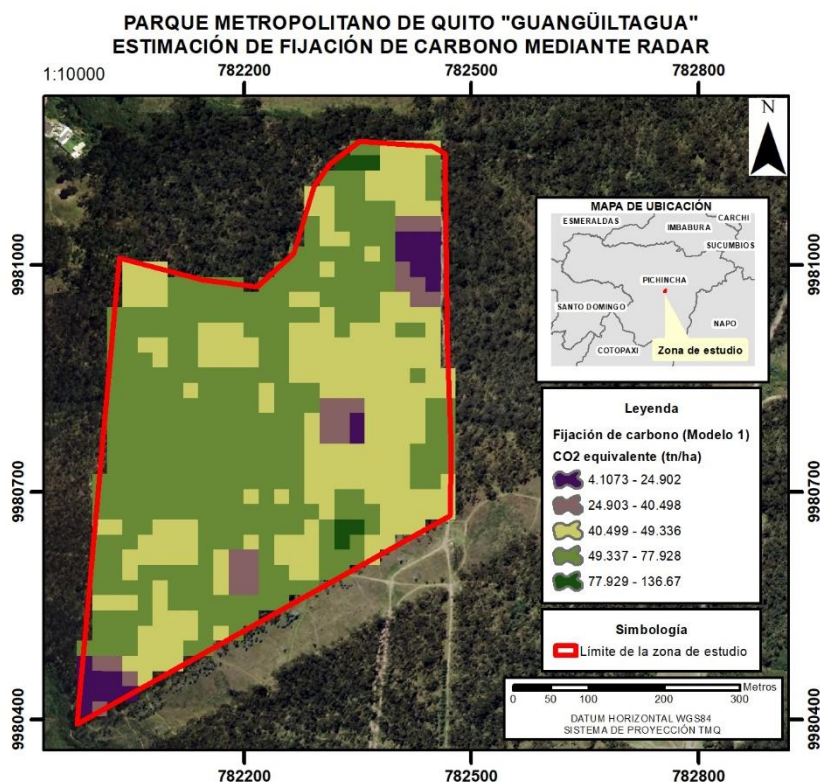 PARQUE METROPOLITANO DE QUITO "GUANGÜILTAGUA"
ESTIMACIÓN DE FIJACIÓN DE CARBONO MEDIANTE RADAR
1:10000
782200
782500
782800
N
MAPA DE UBICACIÓN
ESMERALDAS
CARCHI
IMBABURA
SUCUMBIOS
PICHINCHA
SANTO DOMINGO
NAPO
COTOPAXI
Zona de estudio
9981000
9981000
Leyenda
Fijación de carbono (Modelo 1)
CO2 equivalente (tn/ha)
4.1073 - 24.902
24.903 - 40.498
40.499 - 49.336
49.337 - 77.928
77.929 - 136.67
9980700
9980700
Simbología
Límite de la zona de estudio
Metros
0 50 100 200 300
DATUM HORIZONTAL WGS84
SISTEMA DE PROYECCIÓN TMQ
9980400
9980400
782200
782500
782800